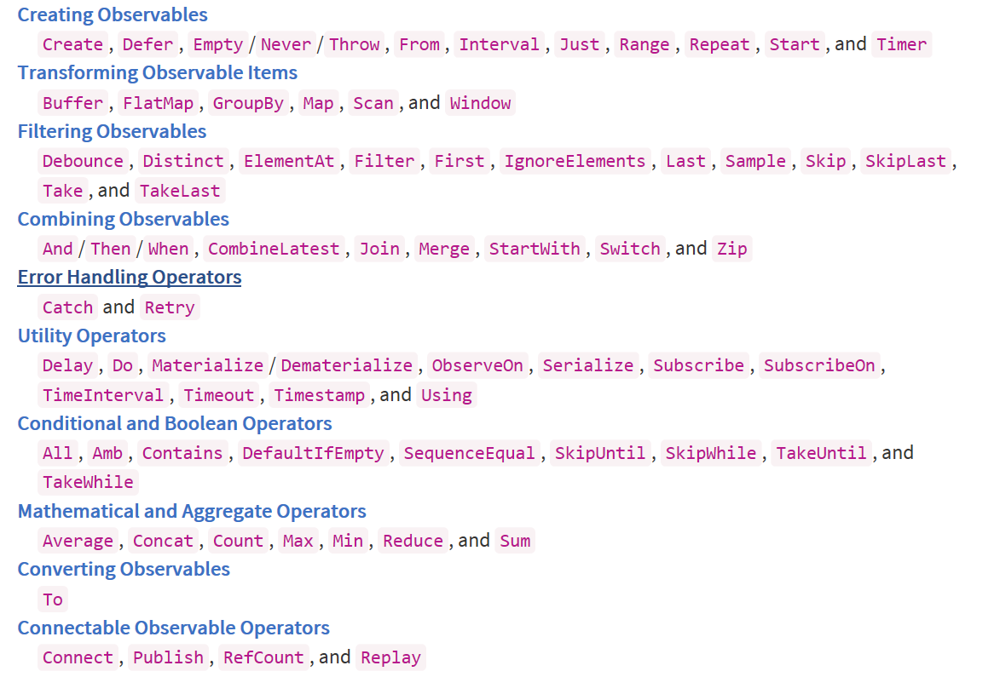 Creating Observables
Create, Defer, Empty/Never/Throw, From, Interval, Just, Range, Repeat, Start, and Timer
Transforming Observable Items
Buffer, FlatMap, GroupBy, Map, Scan, and Window
Filtering Observables
Debounce, Distinct, ElementAt, Filter, First, IgnoreElements, Last, Sample, Skip, SkipLast,
Take, and TakeLast
Combining Observables
And/Then/When, CombineLatest, Join, Merge, StartWith, Switch, and Zip
Error Handling Operators
Catch and Retry
Utility Operators
Delay, Do, Materialize/Dematerialize, ObserveOn, Serialize, Subscribe, SubscribeOn,
TimeInterval, Timeout, Timestamp, and Using
Conditional and Boolean Operators
All, Amb, Contains, DefaultIfEmpty, SequenceEqual, SkipUntil, SkipWhile, TakeUntil, and
TakeWhile
Mathematical and Aggregate Operators
Average, Concat, Count, Max, Min, Reduce, and Sum
Converting Observables
To
Connectable Observable Operators
Connect, Publish, RefCount, and Replay